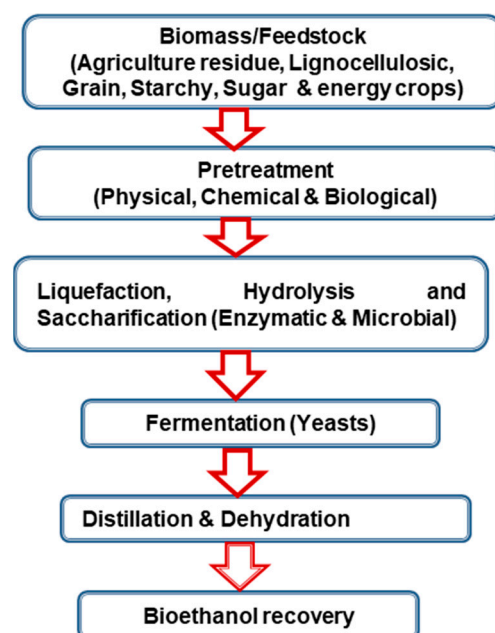 Biomass/Feedstock
(Agriculture residue, Lignocellulosic,
Grain, Starchy, Sugar & energy crops)
Pretreatment
(Physical, Chemical & Biological)
Liquefaction, Hydrolysis and
Saccharification (Enzymatic & Microbial)
Fermentation (Yeasts)
Distillation & Dehydration
Bioethanol recovery